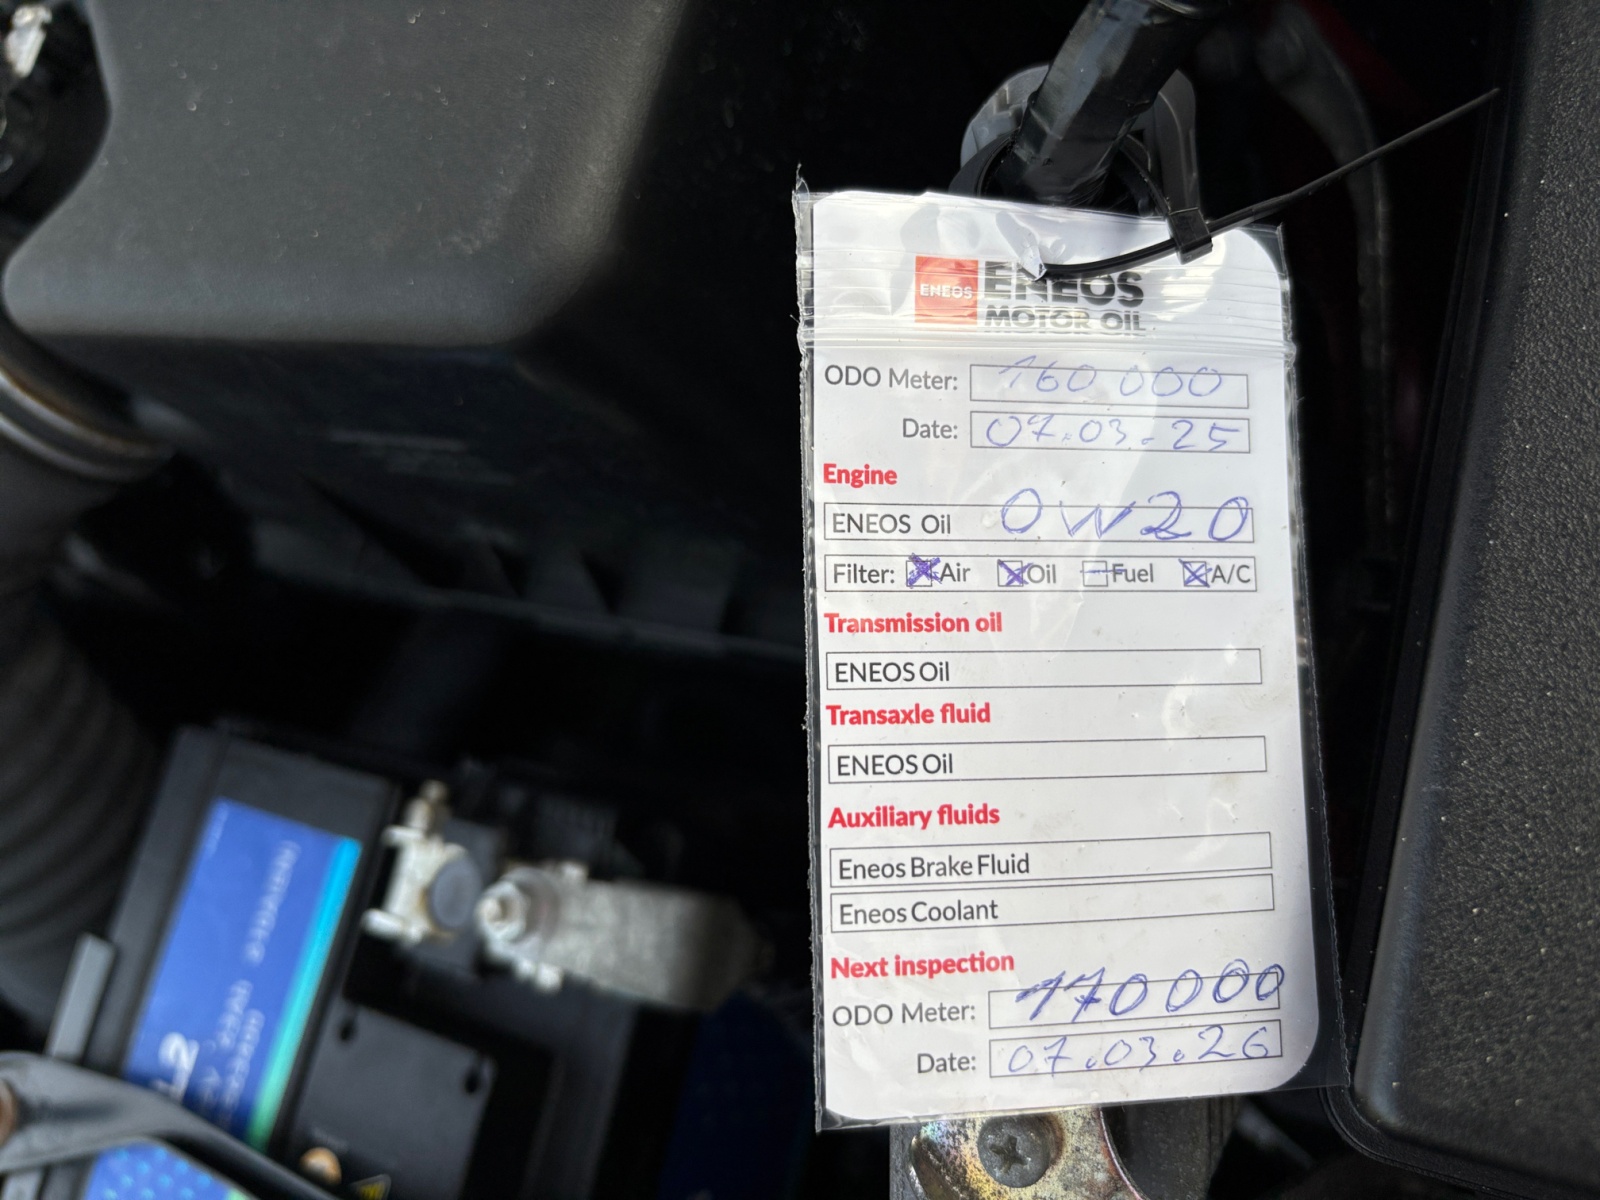 ENEOS ENEOS
MOTOR OIL
ODO Meter: 160 000
Date: 07.03.25
Engine
ENEOS Oil 0W20
Filter: Air Oil Fuel A/C
Transmission oil
ENEOS Oil
Transaxle fluid
ENEOS Oil
Auxiliary fluids
Eneos Brake Fluid
Eneos Coolant
Next inspection
ODO Meter: 170000
Date: 07.03.26